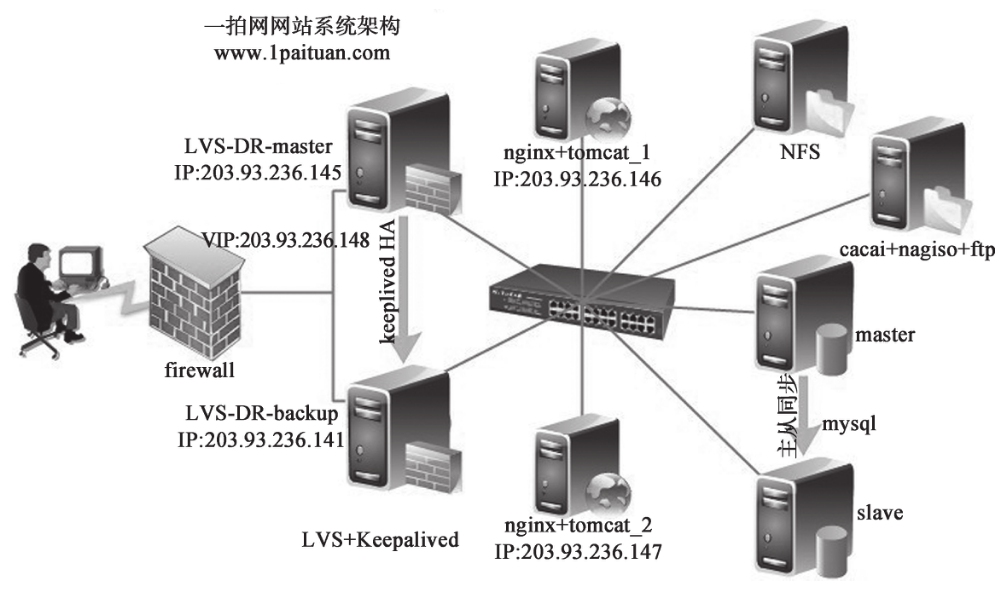 一拍网网站系统架构
www.1paituan.com
LVS-DR-master
IP:203.93.236.145
nginx+tomcat_1
IP:203.93.236.146
NFS
cacai+nagiso+ftp
VIP:203.93.236.148
keeplived HA
firewall
master
主从同步
mysql
LVS-DR-backup
IP:203.93.236.141
LVS+Keepalived
nginx+tomcat_2
IP:203.93.236.147
slave